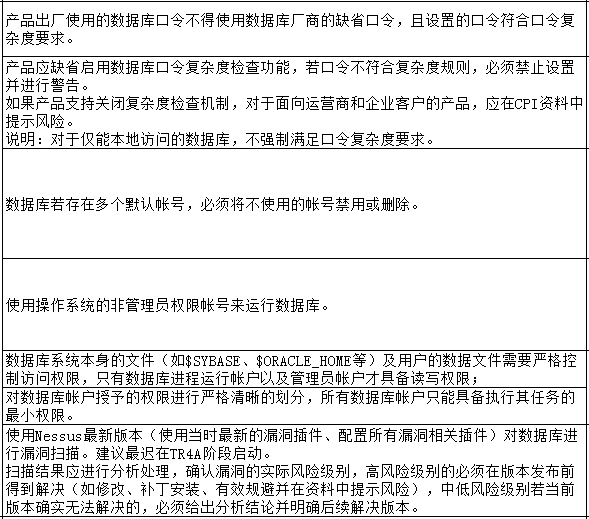 产品出厂使用的数据库口令不得使用数据库厂商的缺省口令，且设置的口令符合口令复
杂度要求。
产品应缺省启用数据库口令复杂度检查功能，若口令不符合复杂度规则，必须禁止设置
并进行警告。
如果产品支持关闭复杂度检查机制，对于面向运营商和企业客户的产品，应在CPI资料中
提示风险。
说明：对于仅能本地访问的数据库，不强制满足口令复杂度要求。
数据库若存在多个默认帐号，必须将不使用的帐号禁用或删除。
使用操作系统的非管理员权限帐号来运行数据库。
数据库系统本身的文件（如$SYBASE、$ORACLE_HOME等）及用户的数据文件需要严格控
制访问权限，只有数据库进程运行帐户以及管理员帐户才具备读写权限；
对数据库帐户授予的权限进行严格清晰的划分，所有数据库帐户只能具备执行其任务的
最小权限。
使用Nessus最新版本（使用当时最新的漏洞插件、配置所有漏洞相关插件）对数据库进
行漏洞扫描。建议最迟在TR4A阶段启动。
扫描结果应进行分析处理，确认漏洞的实际风险级别，高风险级别的必须在版本发布前
得到解决（如修改、补丁安装、有效规避并在资料中提示风险），中低风险级别若当前
版本确实无法解决的，必须给出分析结论并明确后续解决版本。